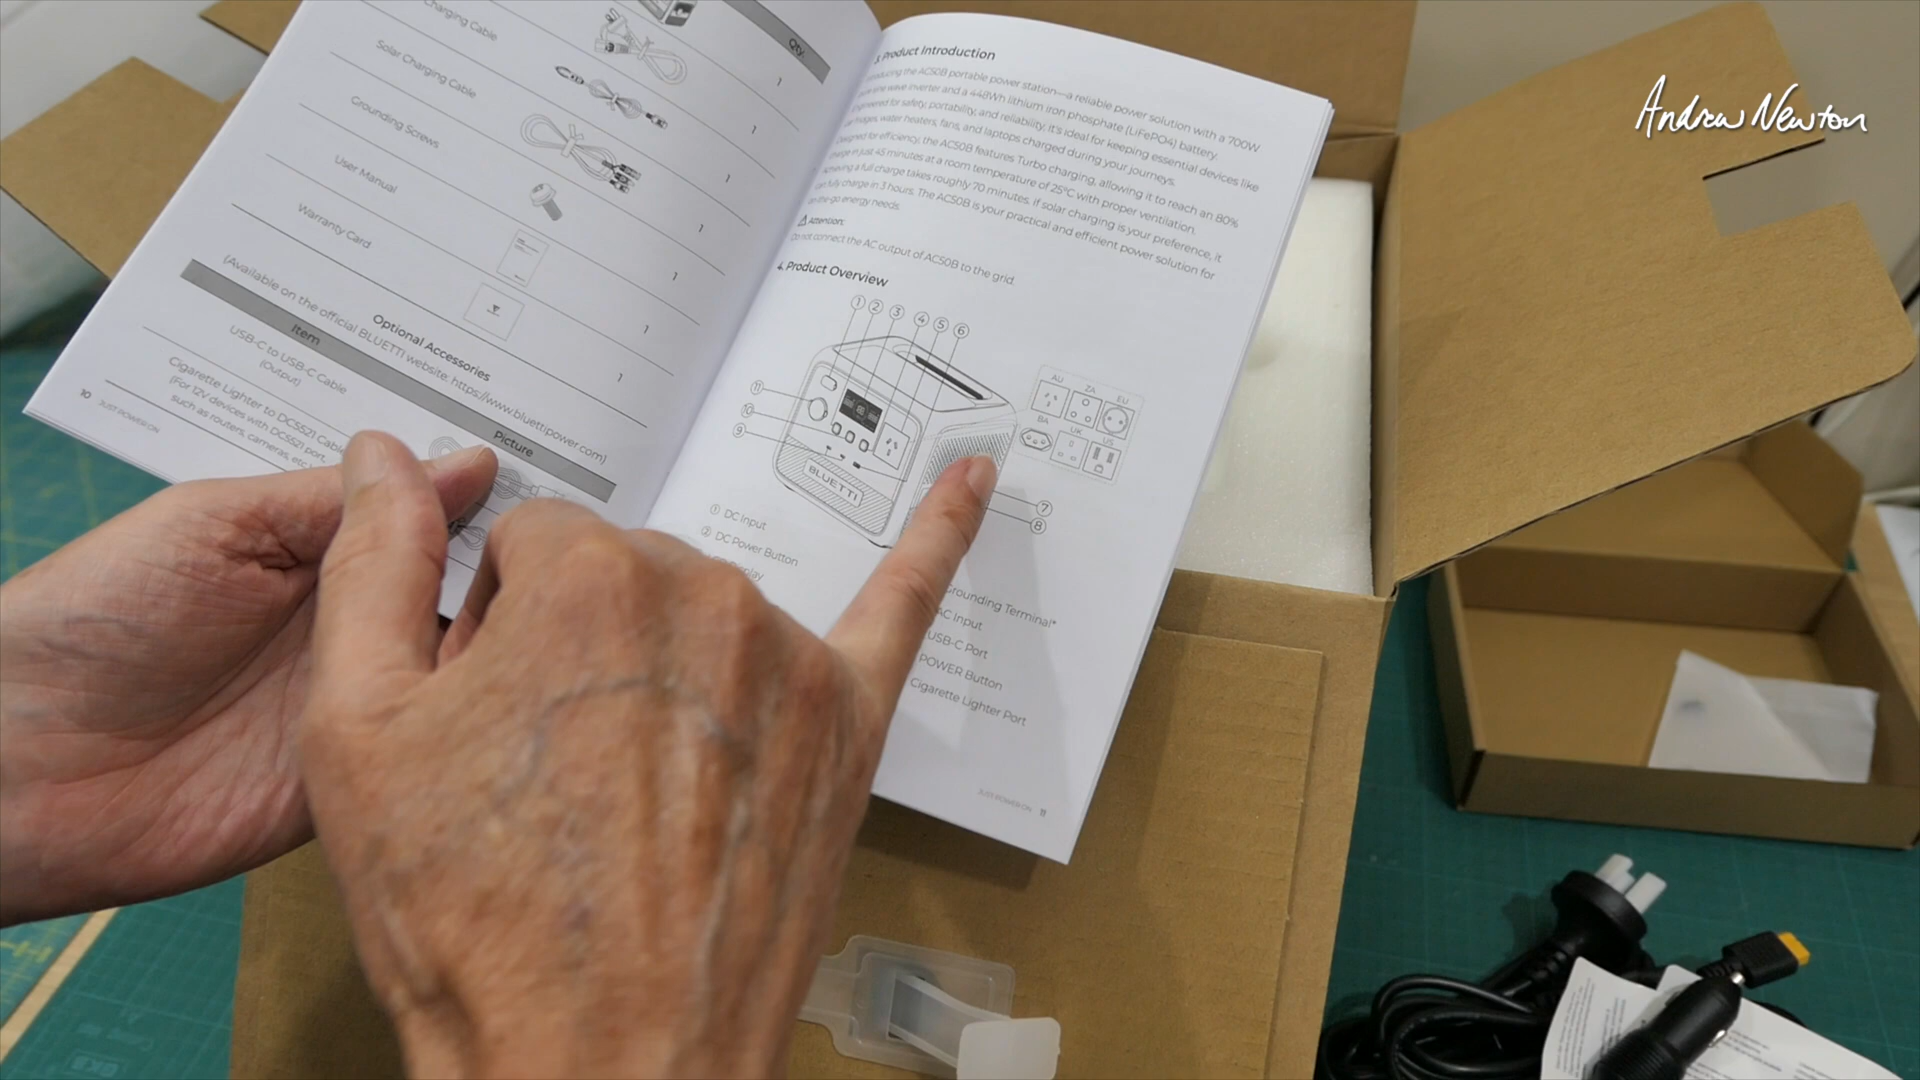 Andrew Newton
Qty.
Charging Cable
1
Solar Charging Cable
1
Grounding Screws
1
User Manual
1
Warranty Card
1
Optional Accessories
(Available on the official BLUETTI website: https://www.bluettipower.com)
Item
Picture
USB-C to USB-C Cable
(Output)
Cigarette Lighter to DC5521 Cable
(For 12V devices with DC5521 port,
such as routers, cameras, etc
10 JUST POWER ON
Product Introduction
the AC50B portable power station—a reliable power solution with a 700W
sine wave inverter and a 448Wh lithium iron phosphate (LiFePO4) battery.
for safety, portability, and reliability, it's ideal for keeping essential devices like
fridges, water heaters, fans, and laptops charged during your journeys.
Designed for efficiency, the AC50B features Turbo charging, allowing it to reach an 80%
charge in just 45 minutes at a room temperature of 25°C with proper ventilation.
Achieving a full charge takes roughly 70 minutes. If solar charging is your preference, it
can fully charge in 3 hours. The AC50B is your practical and efficient power solution for
on-the-go energy needs.
Attention:
Do not connect the AC output of AC50B to the grid.
4. Product Overview
① ② ③ ④ ⑤ ⑥
AU ZA EU
BA UK US
⑪
⑩
⑨
BLUETTI
⑦
⑧
① DC Input
② DC Power Button
Display
Grounding Terminal*
AC Input
USB-C Port
POWER Button
Cigarette Lighter Port
JUST POWER ON 11